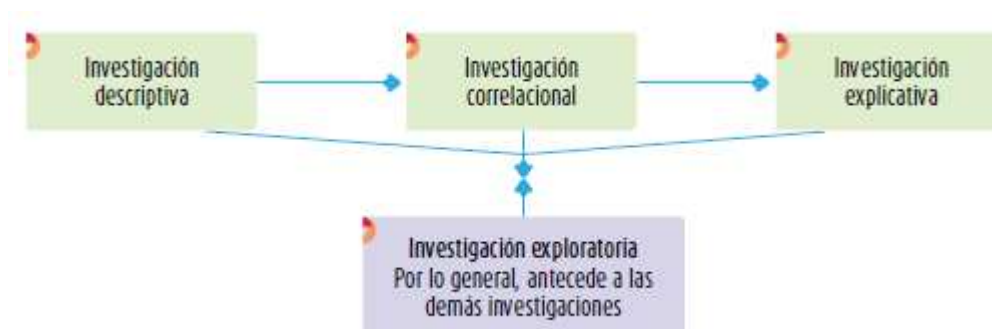 Investigación
descriptiva
Investigación
correlacional
Investigación
explicativa
Investigación exploratoria
Por lo general, antecede a las
demás investigaciones